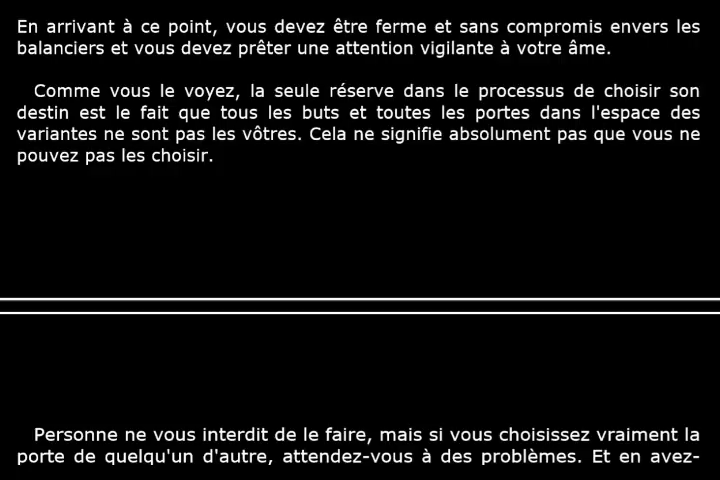 En arrivant à ce point, vous devez être ferme et sans compromis envers les
balanciers et vous devez prêter une attention vigilante à votre âme.
Comme vous le voyez, la seule réserve dans le processus de choisir son
destin est le fait que tous les buts et toutes les portes dans l'espace des
variantes ne sont pas les vôtres. Cela ne signifie absolument pas que vous ne
pouvez pas les choisir.
Personne ne vous interdit de le faire, mais si vous choisissez vraiment la
porte de quelqu'un d'autre, attendez-vous à des problèmes. Et en avez-